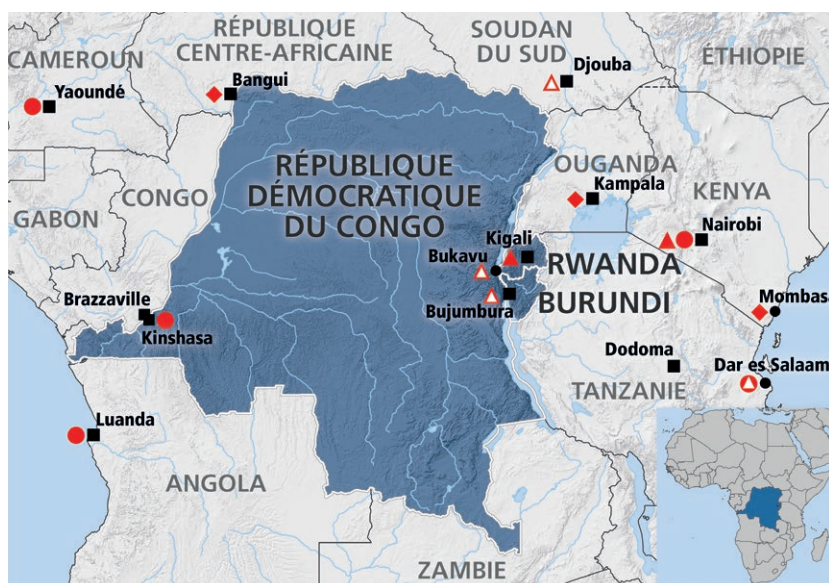 RÉPUBLIQUE
CENTRE-AFRICAINE
SOUDAN
DU SUD
ÉTHIOPIE
CAMEROUN
Yaoundé
Bangui
Djouba
RÉPUBLIQUE
DÉMOCRATIQUE
DU CONGO
OUGANDA
Kampala
KENYA
Nairobi
CONGO
GABON
Kigali
Bukavu
RWANDA
BURUNDI
Bujumbura
Mombasa
Brazzaville
Kinshasa
Dodoma
Dar es Salaam
TANZANIE
Luanda
ANGOLA
ZAMBIE